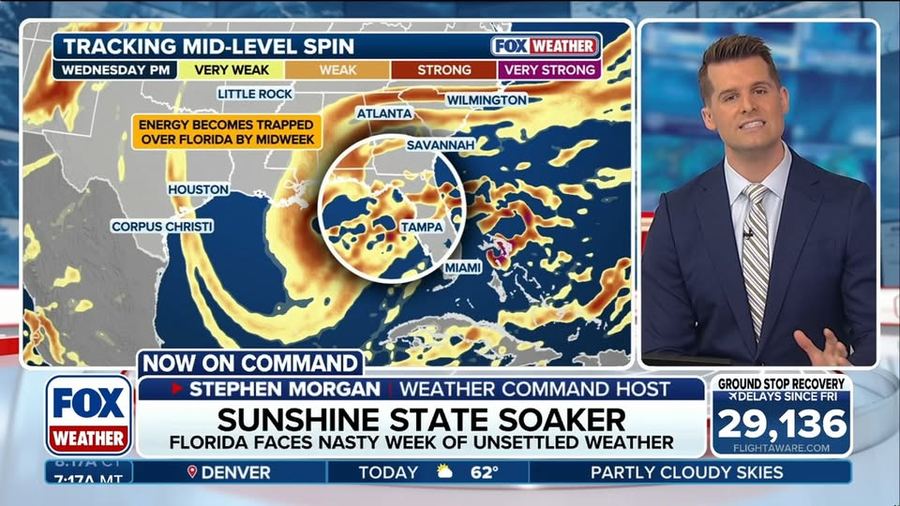 TRACKING MID-LEVEL SPIN
FOX WEATHER
WEDNESDAY PM
VERY WEAK
WEAK
STRONG
VERY STRONG
LITTLE ROCK
WILMINGTON
ATLANTA
ENERGY BECOMES TRAPPED
OVER FLORIDA BY MIDWEEK
SAVANNAH
HOUSTON
CORPUS CHRISTI
TAMPA
MIAMI
NOW ON COMMAND
STEPHEN MORGAN | WEATHER COMMAND HOST
SUNSHINE STATE SOAKER
FLORIDA FACES NASTY WEEK OF UNSETTLED WEATHER
GROUND STOP RECOVERY
DELAYS SINCE FRI
29,136
FLIGHTAWARE.COM
FOX
WEATHER
8:17A CT
7:17A MT
DENVER
TODAY
62°
PARTLY CLOUDY SKIES